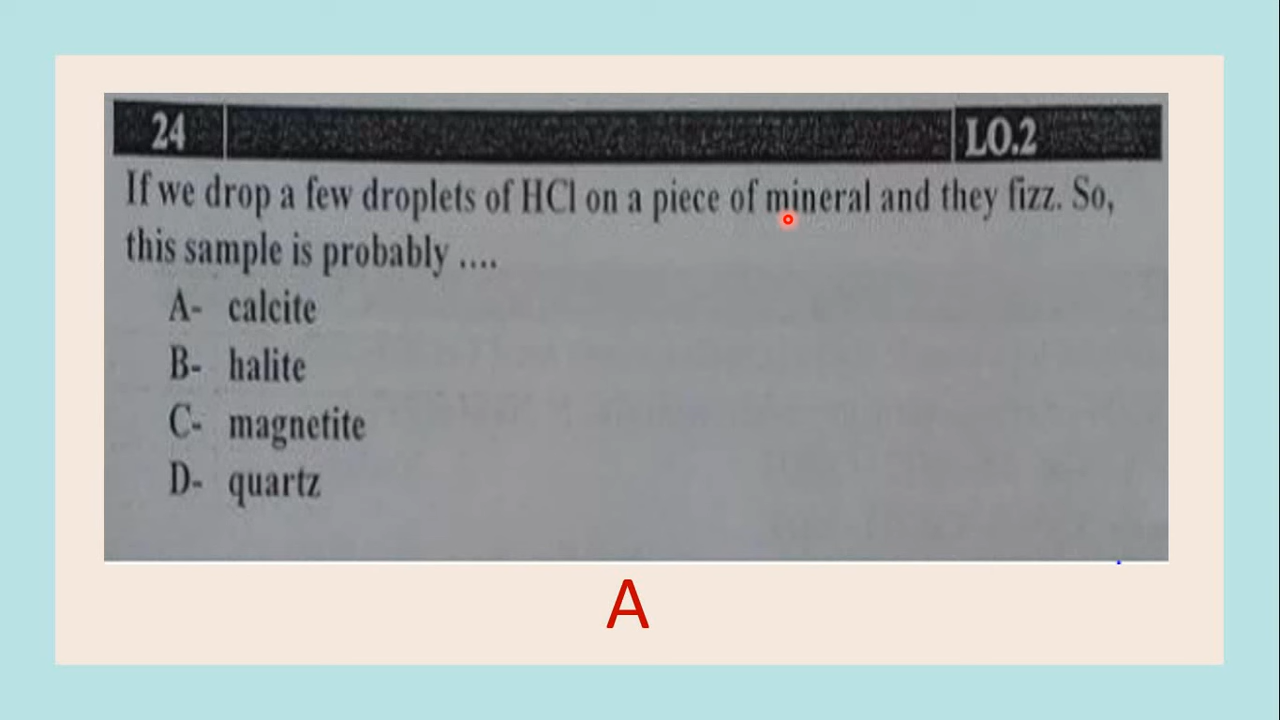 24 LO.2
If we drop a few droplets of HCl on a piece of mineral and they fizz. So,
this sample is probably ....
A- calcite
B- halite
C- magnetite
D- quartz
A